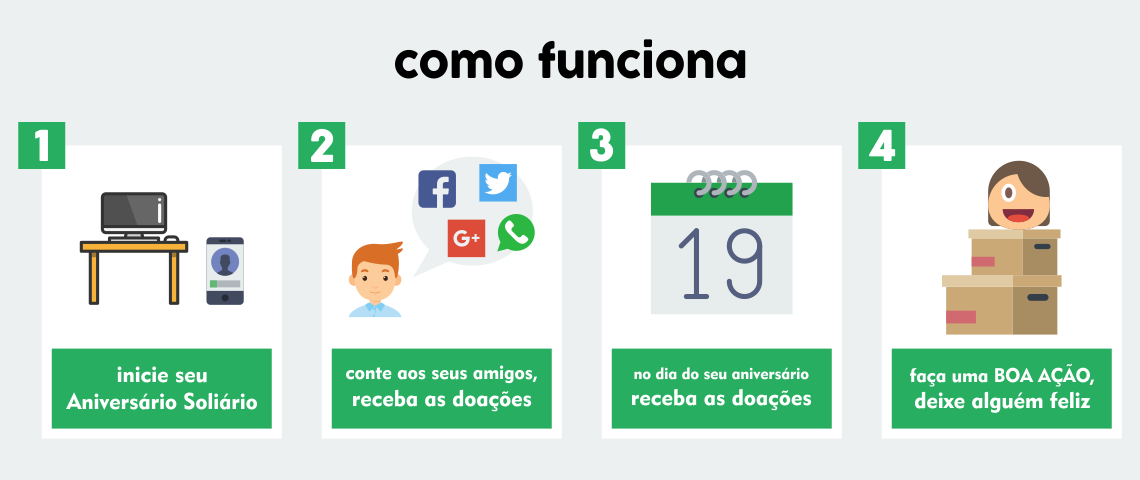 como funciona
1
inicie seu
Aniversário Soliário
2
G+
conte aos seus amigos,
receba as doações
3
19
no dia do seu aniversário
receba as doações
4
faça uma BOA AÇÃO,
deixe alguém feliz